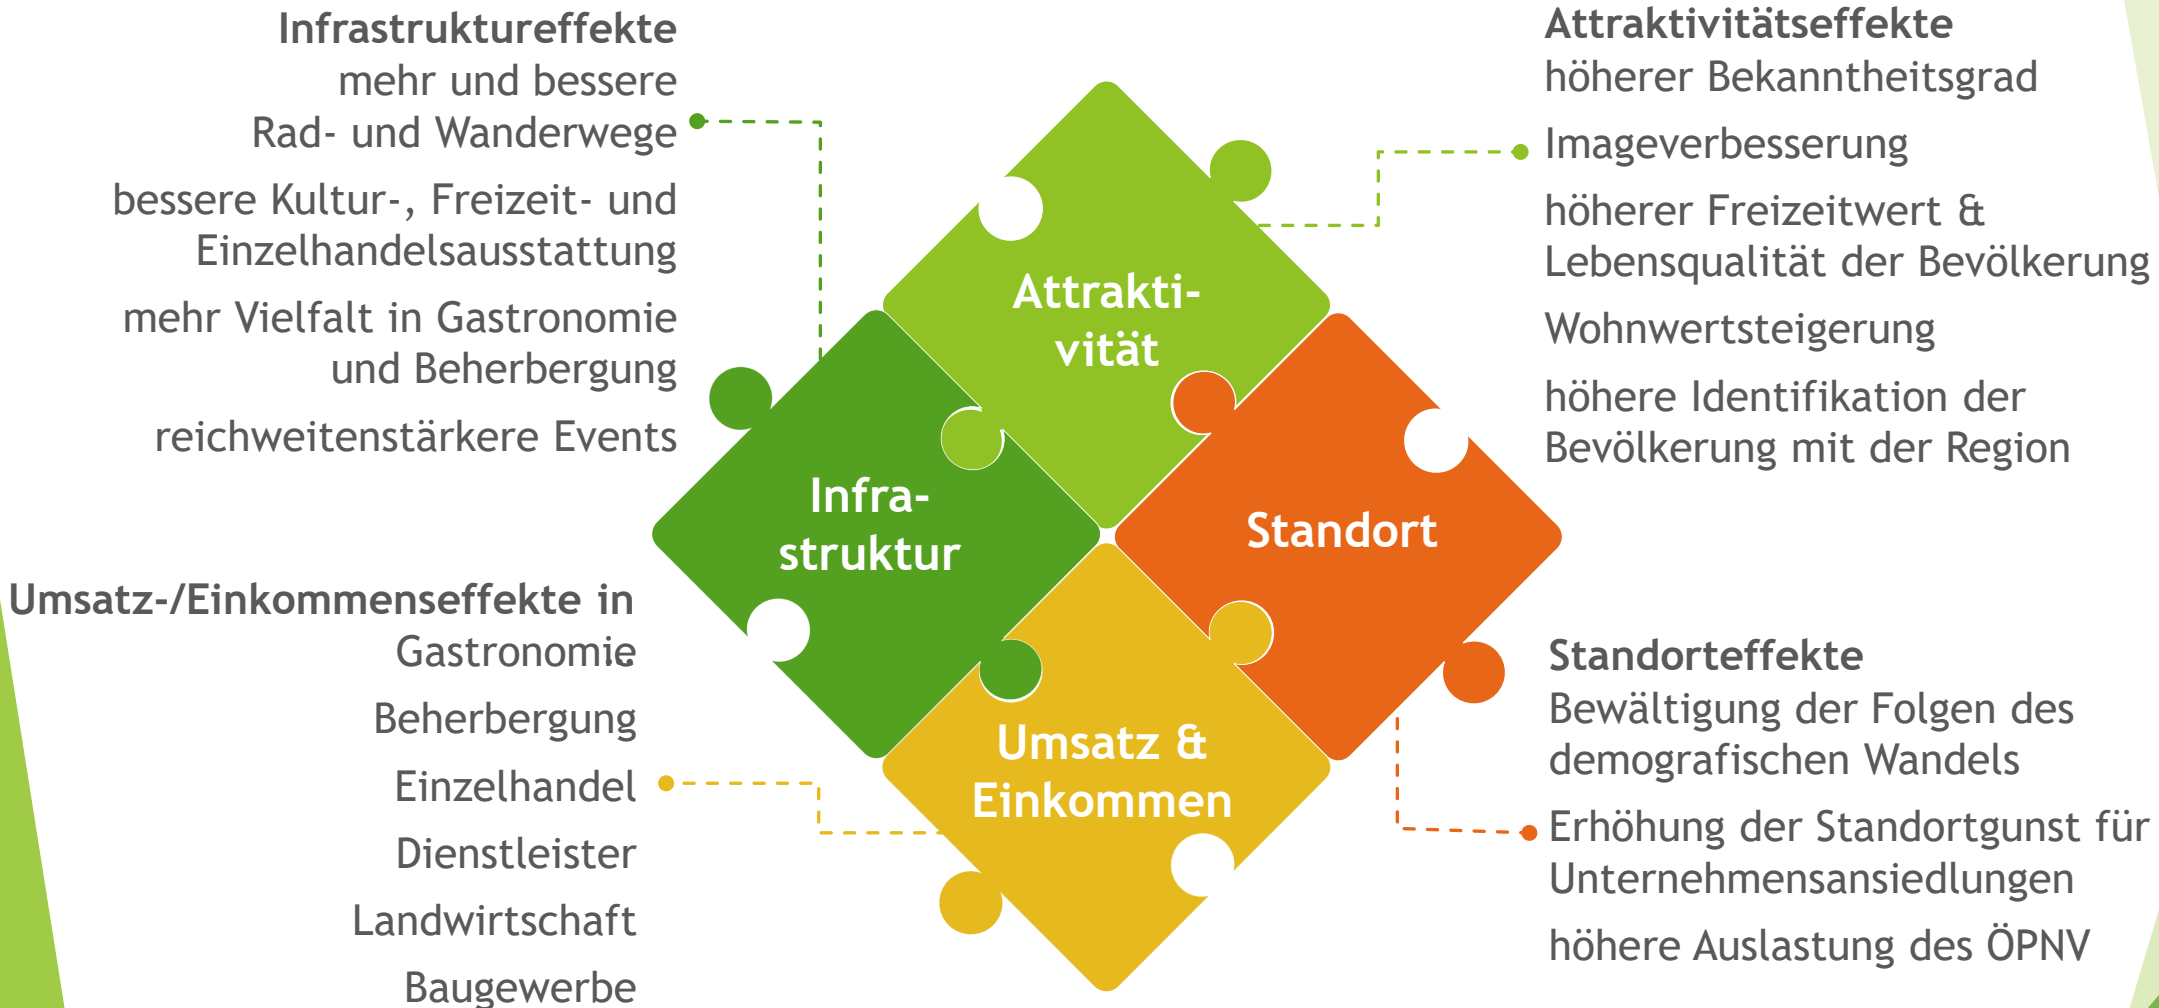 Infrastruktureffekte
mehr und bessere
Rad- und Wanderwege
bessere Kultur-, Freizeit- und
Einzelhandelsausstattung
mehr Vielfalt in Gastronomie
und Beherbergung
reichweitenstärkere Events
Attraktivitätseffekte
höherer Bekanntheitsgrad
Imageverbesserung
höherer Freizeitwert &
Lebensqualität der Bevölkerung
Wohnwertsteigerung
höhere Identifikation der
Bevölkerung mit der Region
Attrakti-
vität
Infra-
struktur
Standort
Umsatz &
Einkommen
Umsatz-/Einkommenseffekte in
Gastronomie
Beherbergung
Einzelhandel
Dienstleister
Landwirtschaft
Baugewerbe
Standorteffekte
Bewältigung der Folgen des
demografischen Wandels
Erhöhung der Standortgunst für
Unternehmensansiedlungen
höhere Auslastung des ÖPNV